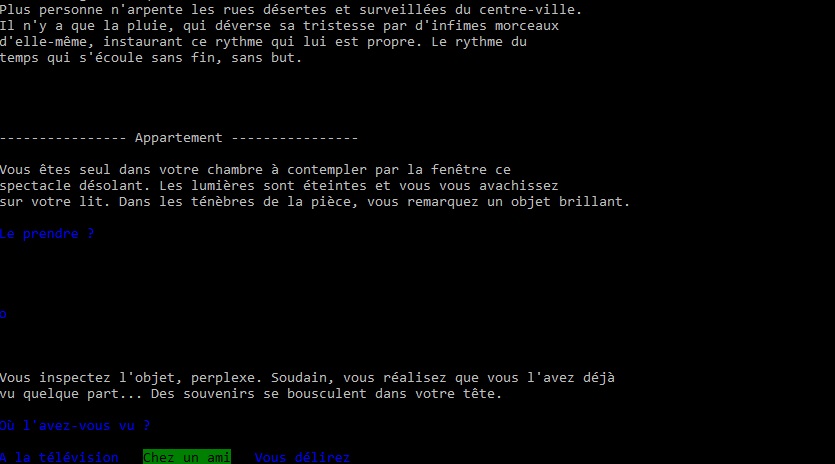 Plus personne n'arpente les rues désertes et surveillées du centre-ville.
Il n'y a que la pluie, qui déverse sa tristesse par d'infimes morceaux
d'elle-même, instaurant ce rythme qui lui est propre. Le rythme du
temps qui s'écoule sans fin, sans but.
---------------- Appartement ----------------
Vous êtes seul dans votre chambre à contempler par la fenêtre ce
spectacle désolant. Les lumières sont éteintes et vous vous avachissez
sur votre lit. Dans les ténèbres de la pièce, vous remarquez un objet brillant.
Le prendre ?
o
Vous inspectez l'objet, perplexe. Soudain, vous réalisez que vous l'avez déjà
vu quelque part... Des souvenirs se bousculent dans votre tête.
Où l'avez-vous vu ?
A la télévision   Chez un ami   Vous délirez